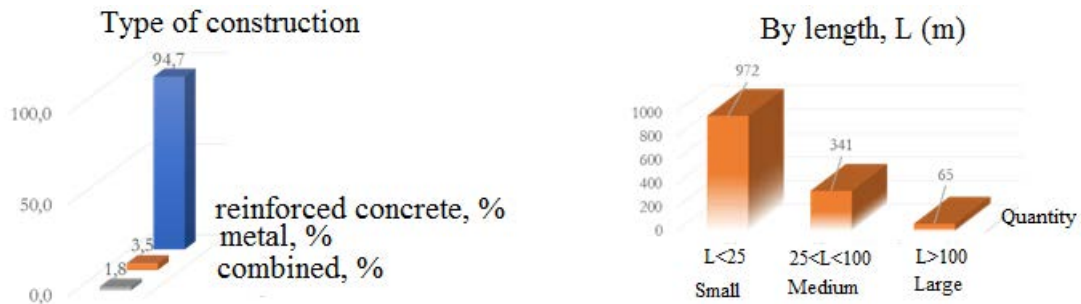 Type of construction
94,7
100,0
50,0
reinforced concrete, %
3,5
metal, %
1,8
combined, %
0,0
By length, L (m)
972
1000
341
800
600
65
400
200
Quantity
0
L<25 25<L<100 L>100
Small Medium Large